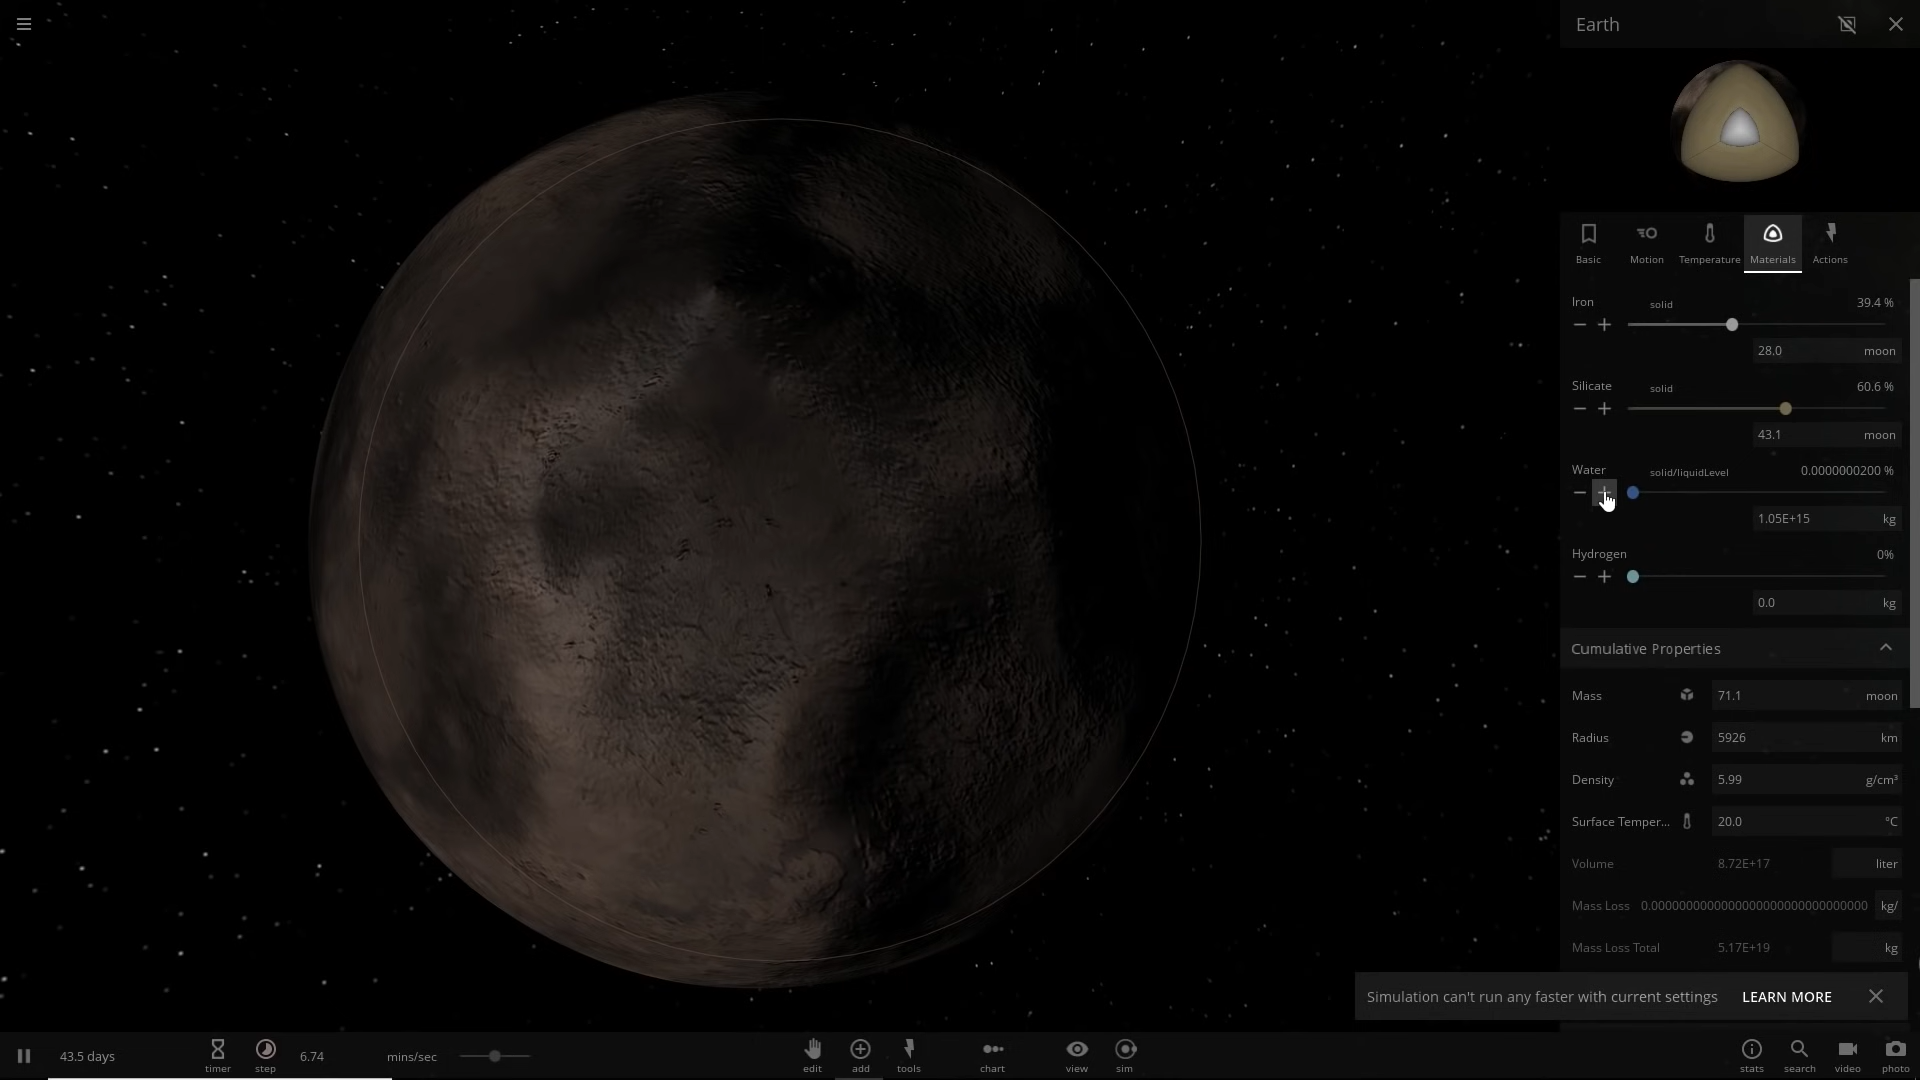 Earth
Basic
Motion
Temperature
Materials
Actions
Iron solid 39.4 %
28.0 moon
Silicate solid 60.6 %
43.1 moon
Water solid/liquidLevel 0.0000000200 %
1.05E+15 kg
Hydrogen 0%
0.0 kg
Cumulative Properties
Mass 71.1 moon
Radius 5926 km
Density 5.99 g/cm³
Surface Temper... 20.0 °C
Volume 8.72E+17 liter
Mass Loss kg/
Mass Loss Total 5.17E+19 kg
Simulation can't run any faster with current settings LEARN MORE
43.5 days
timer
step
6.74 mins/sec
edit
add
tools
chart
view
sim
stats
search
video
photo